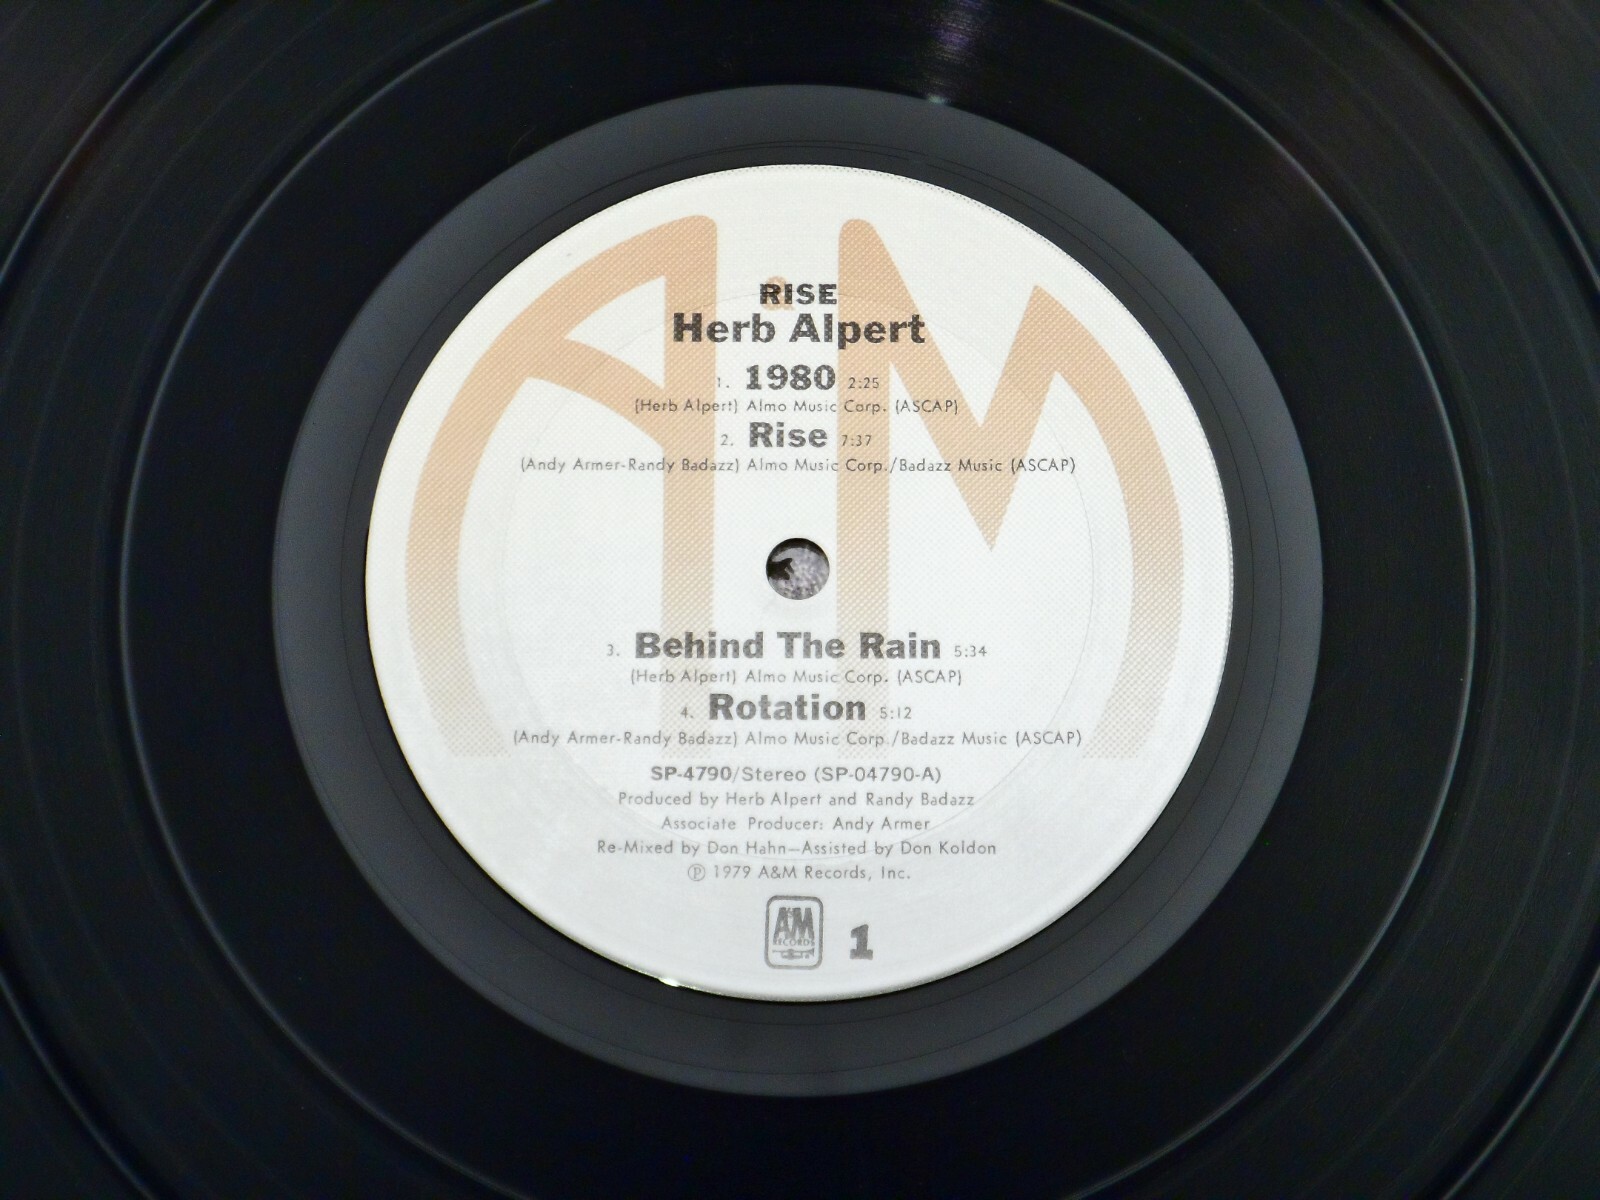 RISE
Herb Alpert
1. 1980 2:25
(Herb Alpert) Almo Music Corp. (ASCAP)
2. Rise 7:37
(Andy Armer-Randy Badazz) Almo Music Corp./Badazz Music (ASCAP)
3. Behind The Rain 5:34
(Herb Alpert) Almo Music Corp. (ASCAP)
4. Rotation 5:12
(Andy Armer-Randy Badazz) Almo Music Corp./Badazz Music (ASCAP)
SP-4790/Stereo (SP-04790-A)
Produced by Herb Alpert and Randy Badazz
Associate Producer: Andy Armer
Re-Mixed by Don Hahn—Assisted by Don Koldon
℗ 1979 A&M Records, Inc.
A&M
RECORDS
1